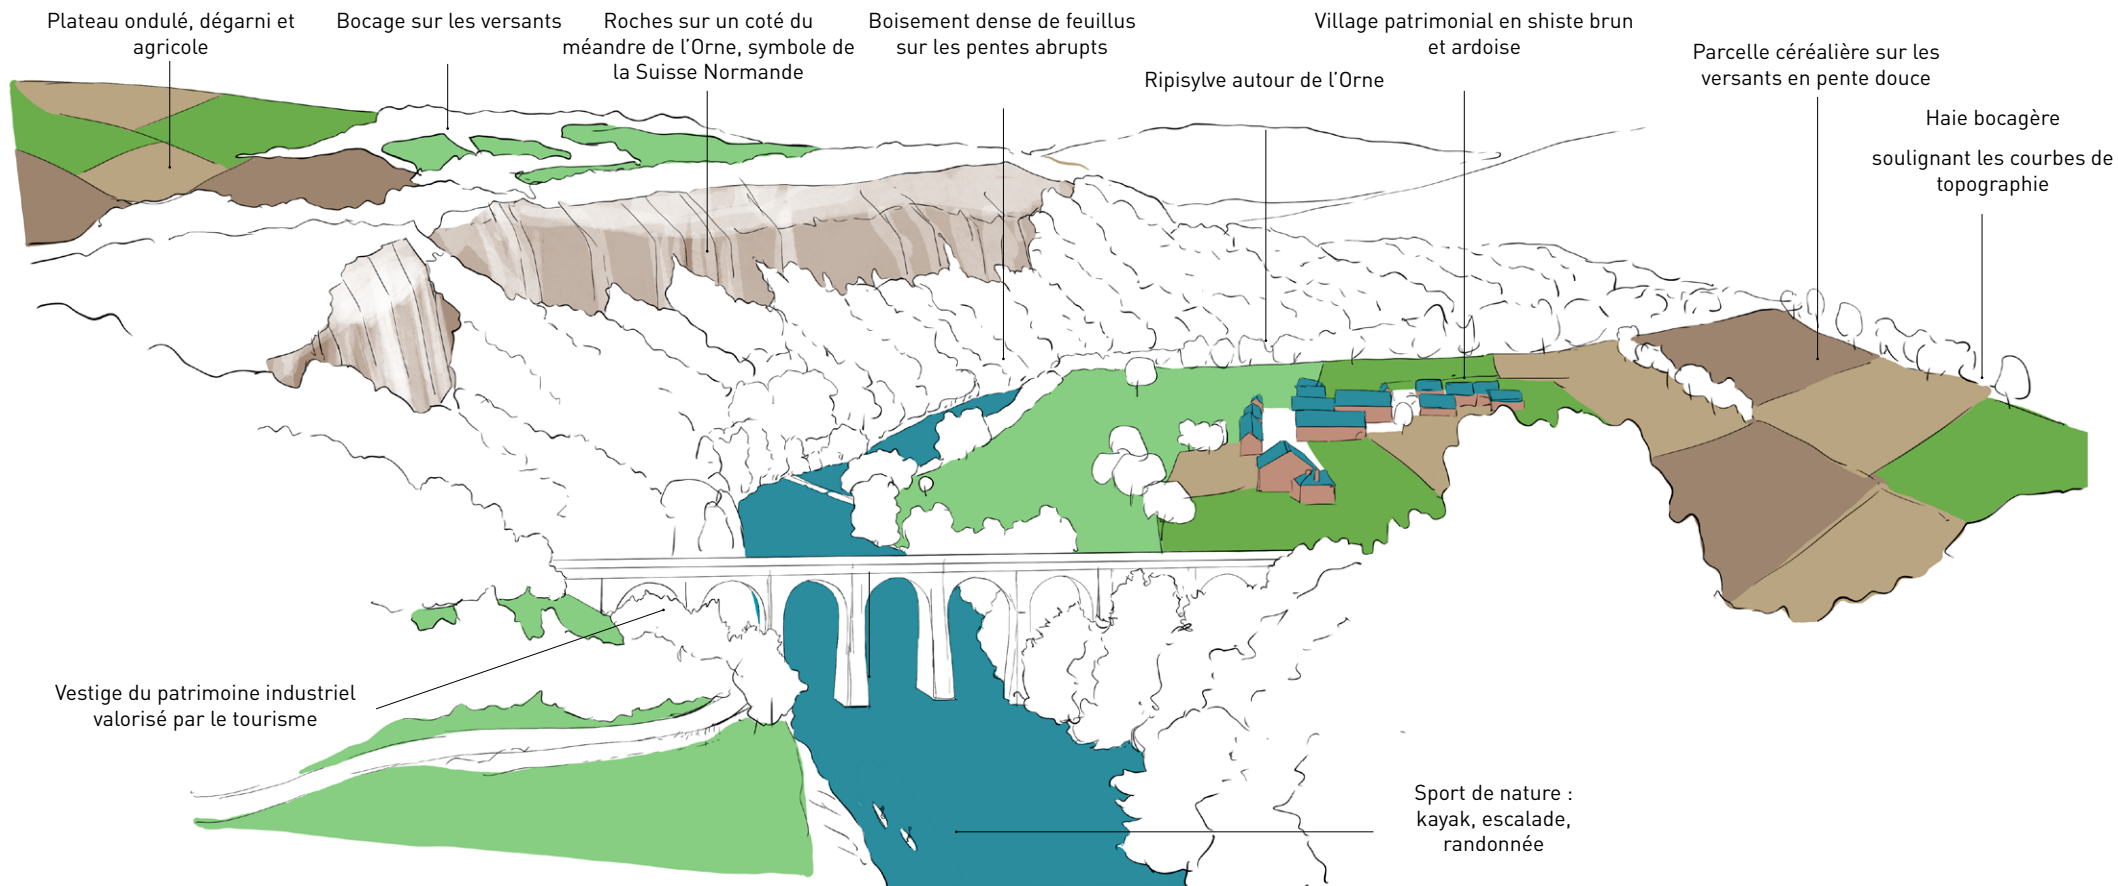 Plateau ondulé, dégarni et
agricole
Bocage sur les versants
Roches sur un coté du
méandre de l'Orne, symbole de
la Suisse Normande
Boisement dense de feuillus
sur les pentes abrupts
Ripisylve autour de l'Orne
Village patrimonial en shiste brun
et ardoise
Parcelle céréalière sur les
versants en pente douce
Haie bocagère
soulignant les courbes de
topographie
Vestige du patrimoine industriel
valorisé par le tourisme
Sport de nature :
kayak, escalade,
randonnée